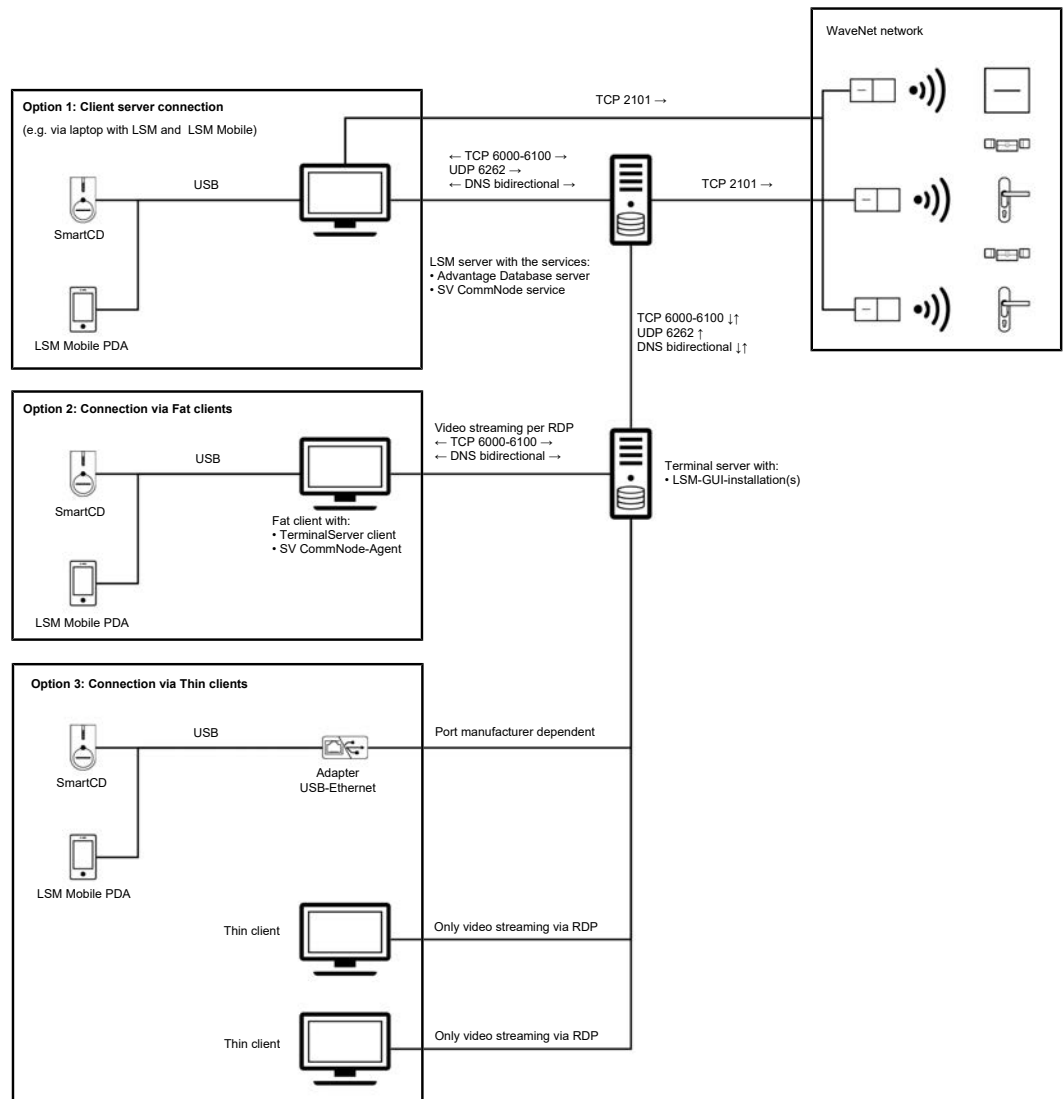 WaveNet network
Option 1: Client server connection
(e.g. via laptop with LSM and LSM Mobile)
TCP 2101 →
← TCP 6000-6100 →
UDP 6262 →
← DNS bidirectional →
USB
TCP 2101 →
SmartCD
LSM server with the services:
• Advantage Database server
• SV CommNode service
LSM Mobile PDA
TCP 6000-6100 ↓↑
UDP 6262 ↑
DNS bidirectional ↓↑
Option 2: Connection via Fat clients
Video streaming per RDP
← TCP 6000-6100 →
← DNS bidirectional →
USB
SmartCD
Terminal server with:
• LSM-GUI-installation(s)
Fat client with:
• TerminalServer client
• SV CommNode-Agent
LSM Mobile PDA
Option 3: Connection via Thin clients
USB
Port manufacturer dependent
SmartCD
Adapter
USB-Ethernet
LSM Mobile PDA
Thin client
Only video streaming via RDP
Thin client
Only video streaming via RDP